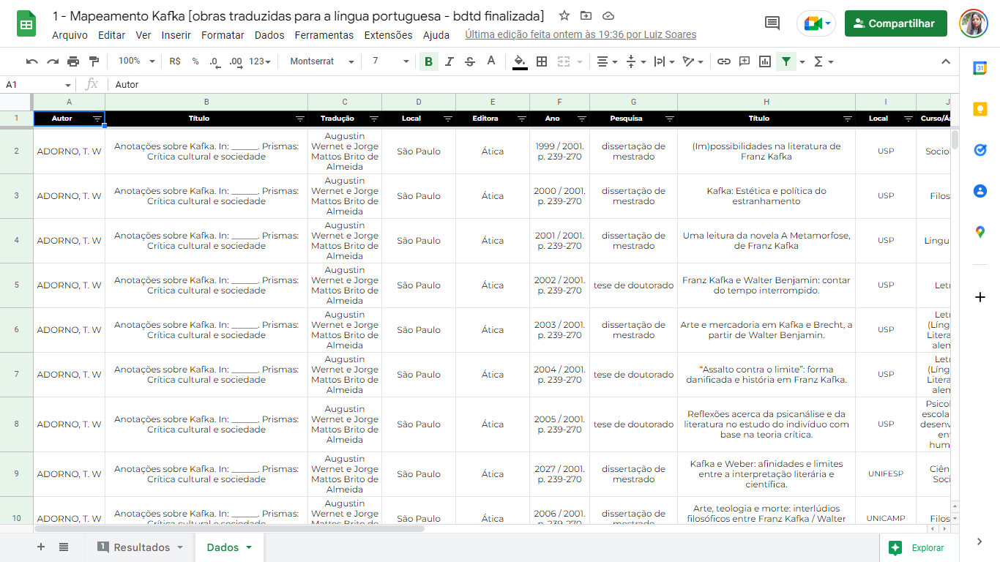 1 - Mapeamento Kafka [obras traduzidas para a língua portuguesa - bdtd finalizada]
Arquivo Editar Ver Inserir Formatar Dados Ferramentas Extensões Ajuda Última edição feita ontem às 19:36 por Luiz Soares
Compartilhar
100% R$ % .0 .00 123 Montserrat 7 B I S A
A1 fx Autor
A B C D E F G H I J
1 Autor Título Tradução Local Editora Ano Pesquisa Título Local Curso/Á
2 ADORNO, T. W Anotações sobre Kafka. In: ______. Prismas: Crítica cultural e sociedade Augustin Wernet e Jorge Mattos Brito de Almeida São Paulo Ática 1999 / 2001. p. 239-270 dissertação de mestrado (Im)possibilidades na literatura de Franz Kafka USP Sociol
3 ADORNO, T. W Anotações sobre Kafka. In: ______. Prismas: Crítica cultural e sociedade Augustin Wernet e Jorge Mattos Brito de Almeida São Paulo Ática 2000 / 2001. p. 239-270 dissertação de mestrado Kafka: Estética e política do estranhamento USP Filos
4 ADORNO, T. W Anotações sobre Kafka. In: ______. Prismas: Crítica cultural e sociedade Augustin Wernet e Jorge Mattos Brito de Almeida São Paulo Ática 2001 / 2001. p. 239-270 dissertação de mestrado Uma leitura da novela A Metamorfose, de Franz Kafka USP Lingu
5 ADORNO, T. W Anotações sobre Kafka. In: ______. Prismas: Crítica cultural e sociedade Augustin Wernet e Jorge Mattos Brito de Almeida São Paulo Ática 2002 / 2001. p. 239-270 tese de doutorado Franz Kafka e Walter Benjamin: contar do tempo interrompido. USP Letr
6 ADORNO, T. W Anotações sobre Kafka. In: ______. Prismas: Crítica cultural e sociedade Augustin Wernet e Jorge Mattos Brito de Almeida São Paulo Ática 2003 / 2001. p. 239-270 dissertação de mestrado Arte e mercadoria em Kafka e Brecht, a partir de Walter Benjamin. USP Letr (Líng Litera alem
7 ADORNO, T. W Anotações sobre Kafka. In: ______. Prismas: Crítica cultural e sociedade Augustin Wernet e Jorge Mattos Brito de Almeida São Paulo Ática 2004 / 2001. p. 239-270 tese de doutorado “Assalto contra o limite”: forma danificada e história em Franz Kafka. USP Letr (Líng Litera alem
8 ADORNO, T. W Anotações sobre Kafka. In: ______. Prismas: Crítica cultural e sociedade Augustin Wernet e Jorge Mattos Brito de Almeida São Paulo Ática 2005 / 2001. p. 239-270 tese de doutorado Reflexões acerca da psicanálise e da literatura no estudo do indivíduo com base na teoria crítica. USP Psicol escola desenv ent hum
9 ADORNO, T. W Anotações sobre Kafka. In: ______. Prismas: Crítica cultural e sociedade Augustin Wernet e Jorge Mattos Brito de Almeida São Paulo Ática 2027 / 2001. p. 239-270 dissertação de mestrado Kafka e Weber: afinidades e limites entre a interpretação literária e científica. UNIFESP Ciên Soci
10 ADORNO, T. W Anotações sobre Kafka. In: ______. Prismas: Crítica cultural e sociedade Augustin Wernet e Jorge Mattos Brito de São Paulo Ática 2006 / 2001. p. 239-270 dissertação de mestrado Arte, teologia e morte: interlúdios filosóficos entre Franz Kafka / Walter UNICAMP Filos
1 Resultados Dados Explorar
31